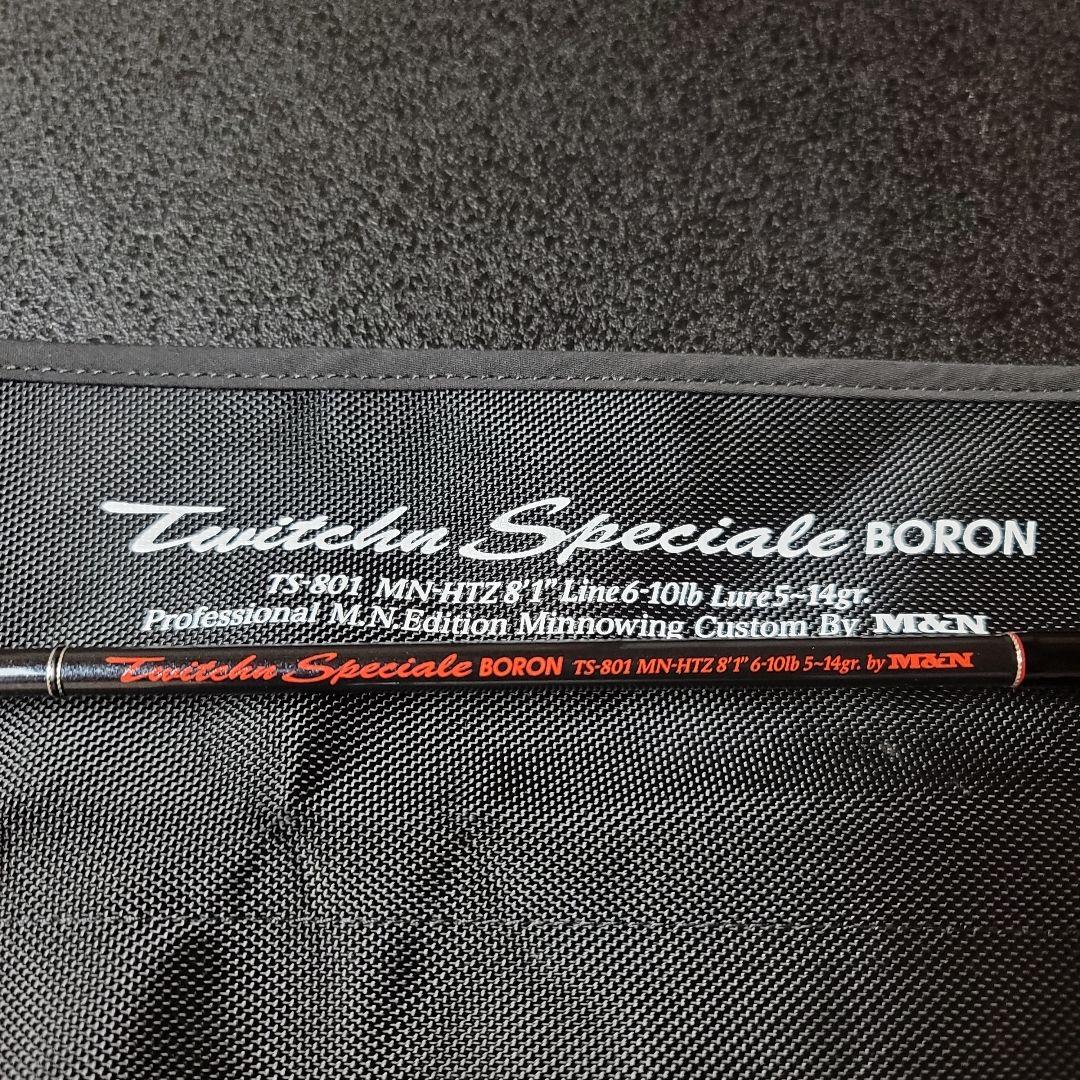 Twitchn Speciale BORON
TS-801 MN-HTZ 8'1" Line 6-10lb Lure 5~14gr.
Professional M.N.Edition Minnowing Custom By M&N
Twitchn Speciale BORON TS-801 MN-HTZ 8'1" 6-10lb 5~14gr. by M&N